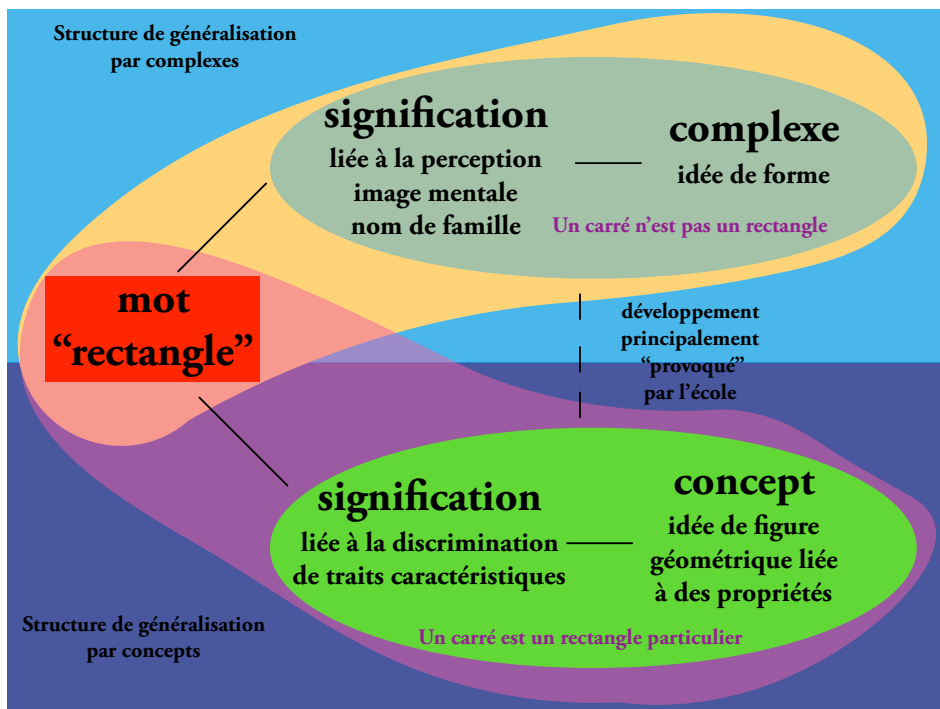 Structure de généralisation
par complexes
signification
liée à la perception
image mentale
nom de famille
complexe
idée de forme
Un carré n’est pas un rectangle
mot
“rectangle”
développement
principalement
“provoqué”
par l’école
signification
liée à la discrimination
de traits caractéristiques
concept
idée de figure
géométrique liée
à des propriétés
Un carré est un rectangle particulier
Structure de généralisation
par concepts